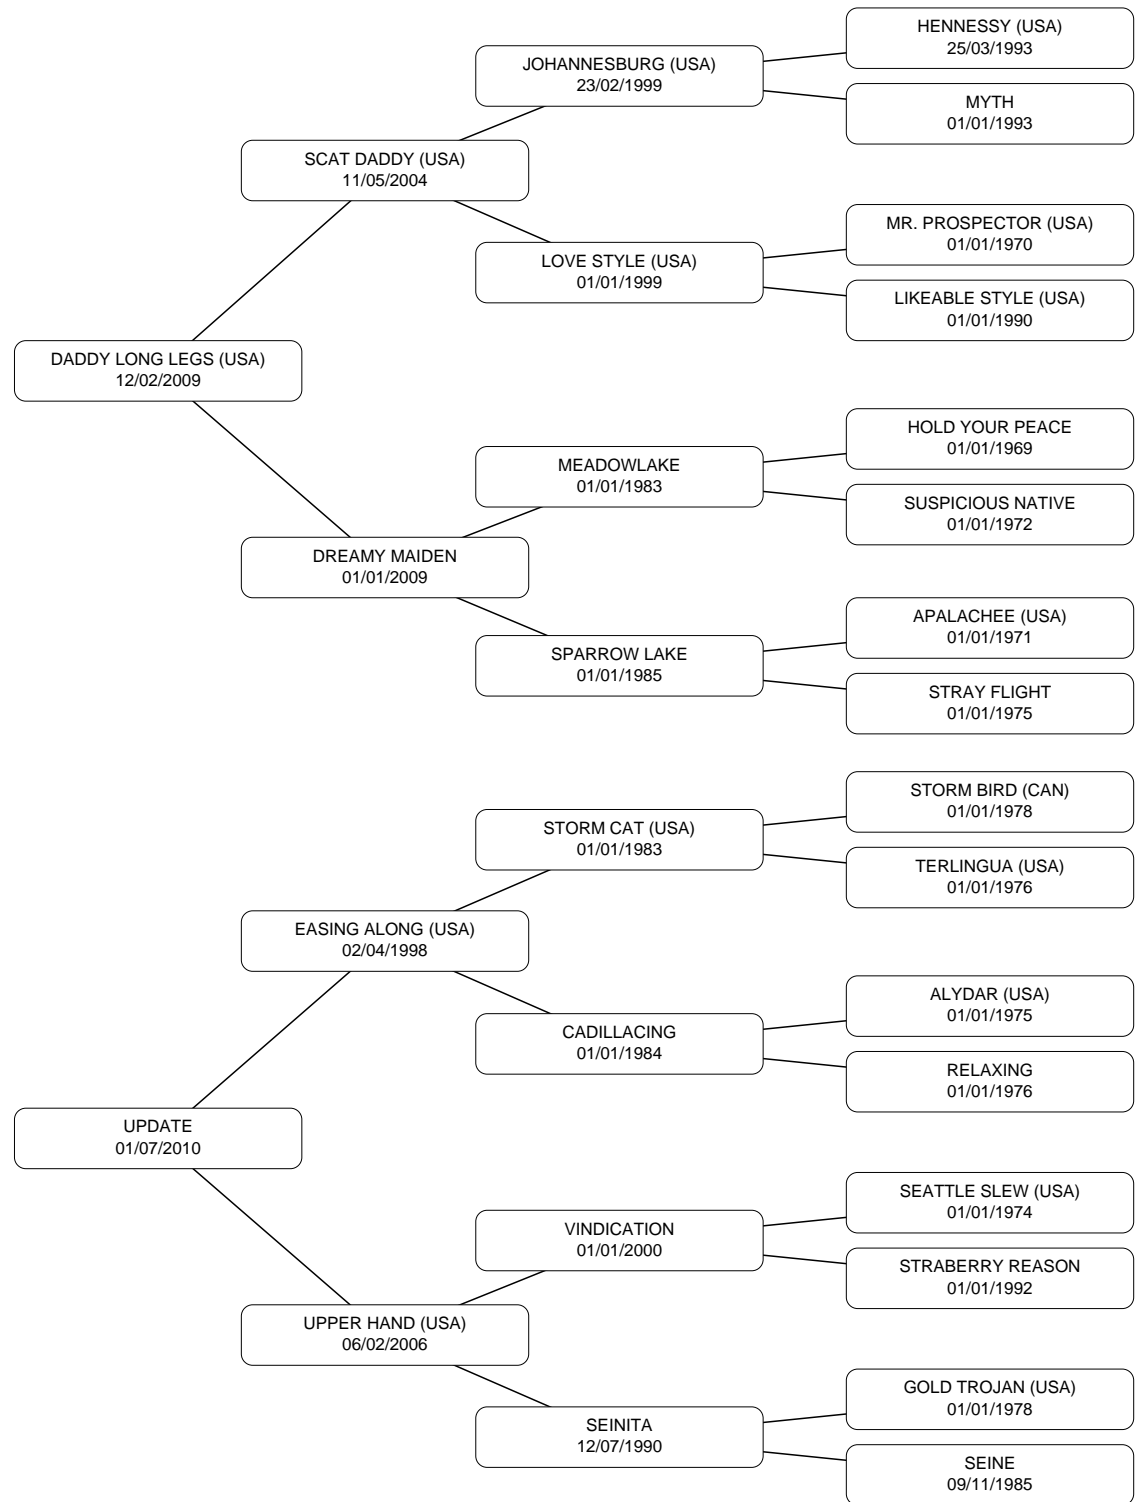 HENNESSY (USA)
25/03/1993
JOHANNESBURG (USA)
23/02/1999
MYTH
01/01/1993
SCAT DADDY (USA)
11/05/2004
MR. PROSPECTOR (USA)
01/01/1970
LOVE STYLE (USA)
01/01/1999
LIKEABLE STYLE (USA)
01/01/1990
DADDY LONG LEGS (USA)
12/02/2009
HOLD YOUR PEACE
01/01/1969
MEADOWLAKE
01/01/1983
SUSPICIOUS NATIVE
01/01/1972
DREAMY MAIDEN
01/01/2009
APALACHEE (USA)
01/01/1971
SPARROW LAKE
01/01/1985
STRAY FLIGHT
01/01/1975
STORM BIRD (CAN)
01/01/1978
STORM CAT (USA)
01/01/1983
TERLINGUA (USA)
01/01/1976
EASING ALONG (USA)
02/04/1998
ALYDAR (USA)
01/01/1975
CADILLACING
01/01/1984
RELAXING
01/01/1976
UPDATE
01/07/2010
SEATTLE SLEW (USA)
01/01/1974
VINDICATION
01/01/2000
STRABERRY REASON
01/01/1992
UPPER HAND (USA)
06/02/2006
GOLD TROJAN (USA)
01/01/1978
SEINITA
12/07/1990
SEINE
09/11/1985